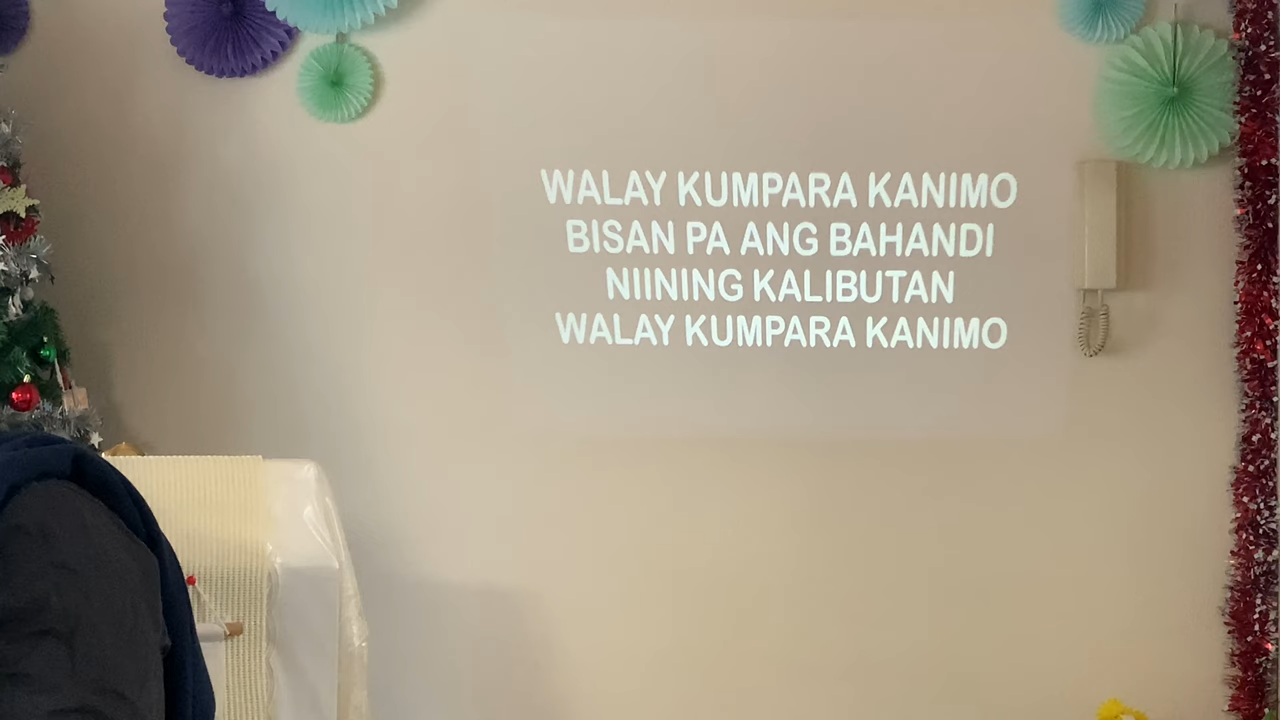 WALAY KUMPARA KANIMO
BISAN PA ANG BAHANDI
NIINING KALIBUTAN
WALAY KUMPARA KANIMO